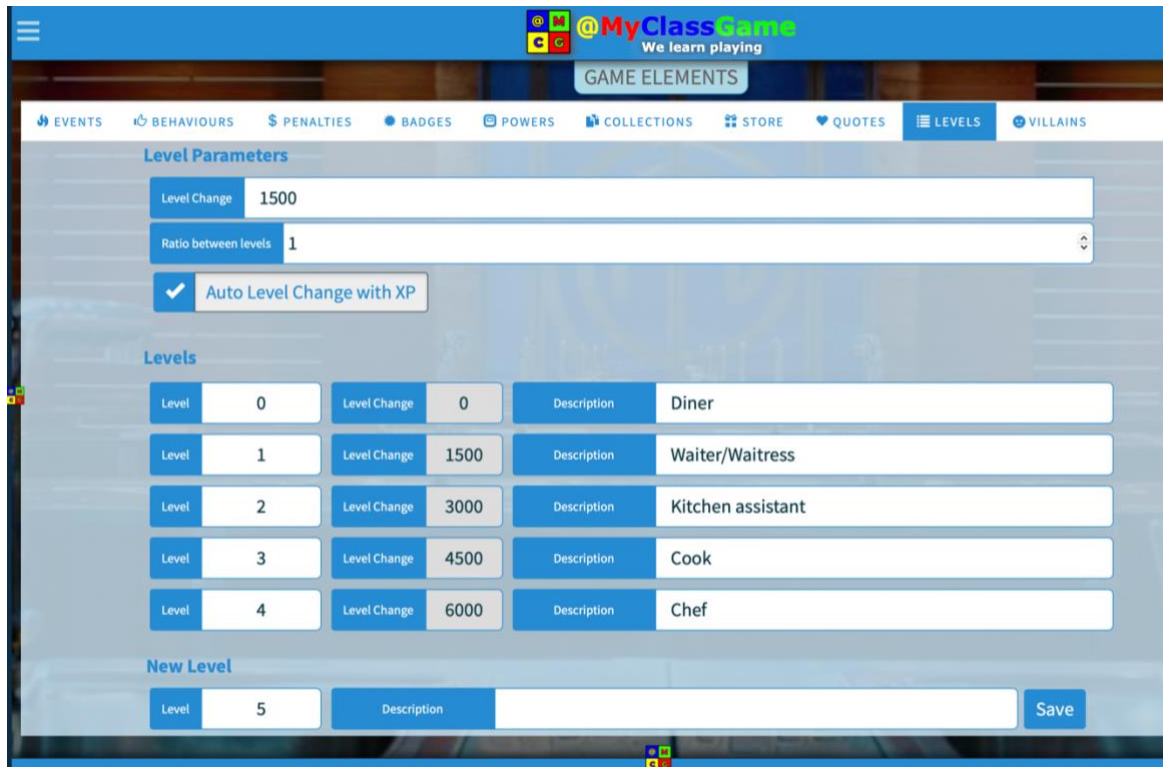 @ M @MyClassGame
C G We learn playing
GAME ELEMENTS
EVENTS BEHAVIOURS $ PENALTIES BADGES POWERS COLLECTIONS STORE QUOTES LEVELS VILLAINS
Level Parameters
Level Change 1500
Ratio between levels 1
Auto Level Change with XP
Levels
Level 0 Level Change 0 Description Diner
Level 1 Level Change 1500 Description Waiter/Waitress
Level 2 Level Change 3000 Description Kitchen assistant
Level 3 Level Change 4500 Description Cook
Level 4 Level Change 6000 Description Chef
New Level
Level 5 Description Save